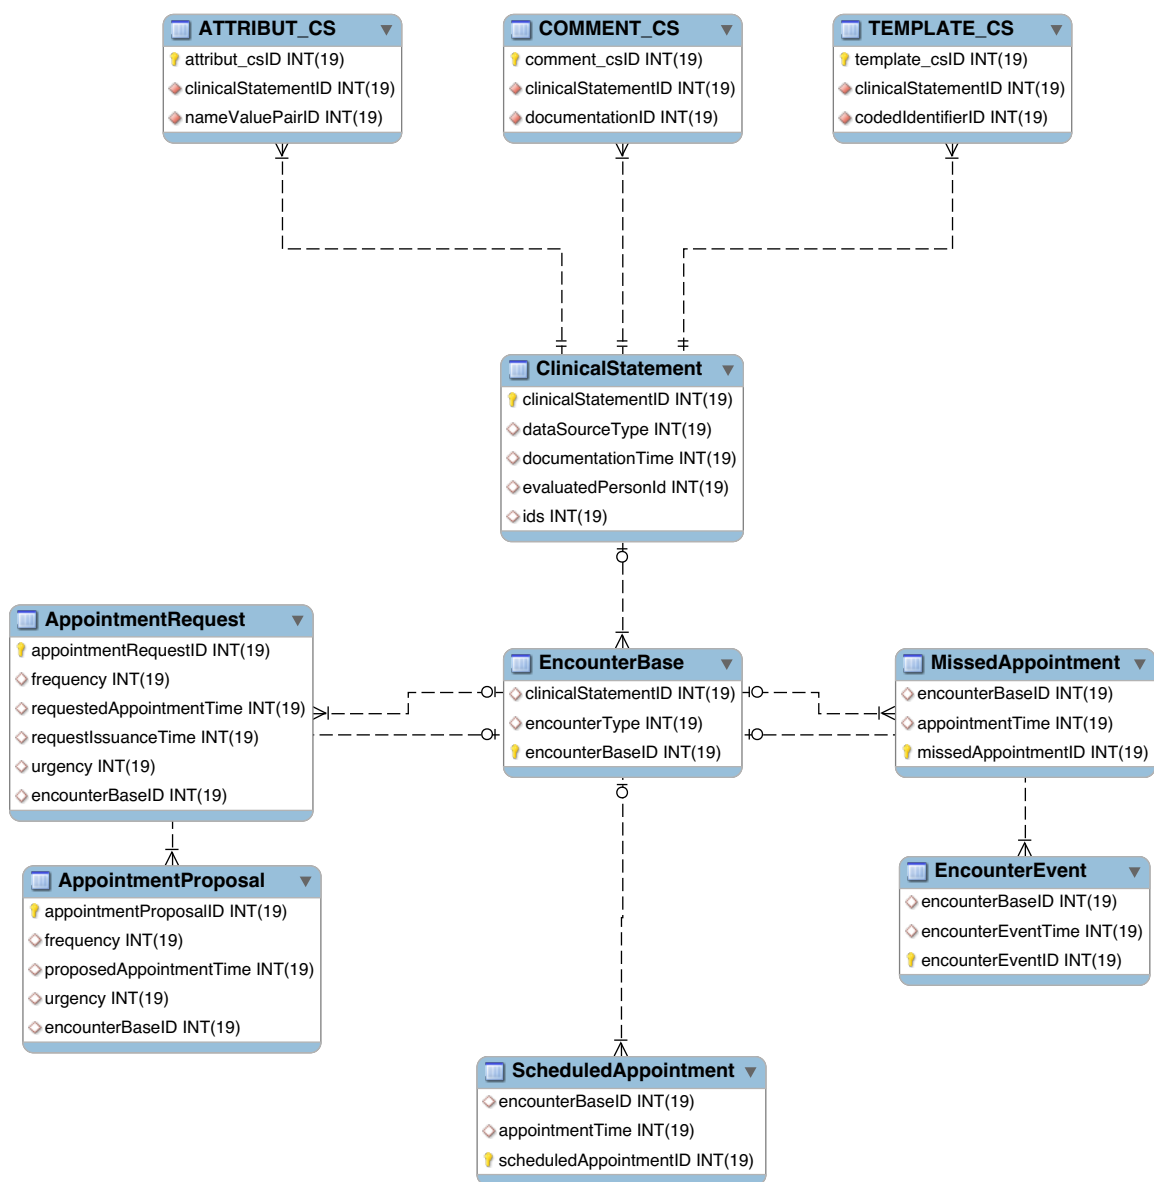 ATTRIBUT_CS
attribut_csID INT(19)
clinicalStatementID INT(19)
nameValuePairID INT(19)
COMMENT_CS
comment_csID INT(19)
clinicalStatementID INT(19)
documentationID INT(19)
TEMPLATE_CS
template_csID INT(19)
clinicalStatementID INT(19)
codedIdentifierID INT(19)
ClinicalStatement
clinicalStatementID INT(19)
dataSourceType INT(19)
documentationTime INT(19)
evaluatedPersonId INT(19)
ids INT(19)
AppointmentRequest
appointmentRequestID INT(19)
frequency INT(19)
requestedAppointmentTime INT(19)
requestIssuanceTime INT(19)
urgency INT(19)
encounterBaseID INT(19)
EncounterBase
clinicalStatementID INT(19)
encounterType INT(19)
encounterBaseID INT(19)
MissedAppointment
encounterBaseID INT(19)
appointmentTime INT(19)
missedAppointmentID INT(19)
AppointmentProposal
appointmentProposalID INT(19)
frequency INT(19)
proposedAppointmentTime INT(19)
urgency INT(19)
encounterBaseID INT(19)
EncounterEvent
encounterBaseID INT(19)
encounterEventTime INT(19)
encounterEventID INT(19)
ScheduledAppointment
encounterBaseID INT(19)
appointmentTime INT(19)
scheduledAppointmentID INT(19)